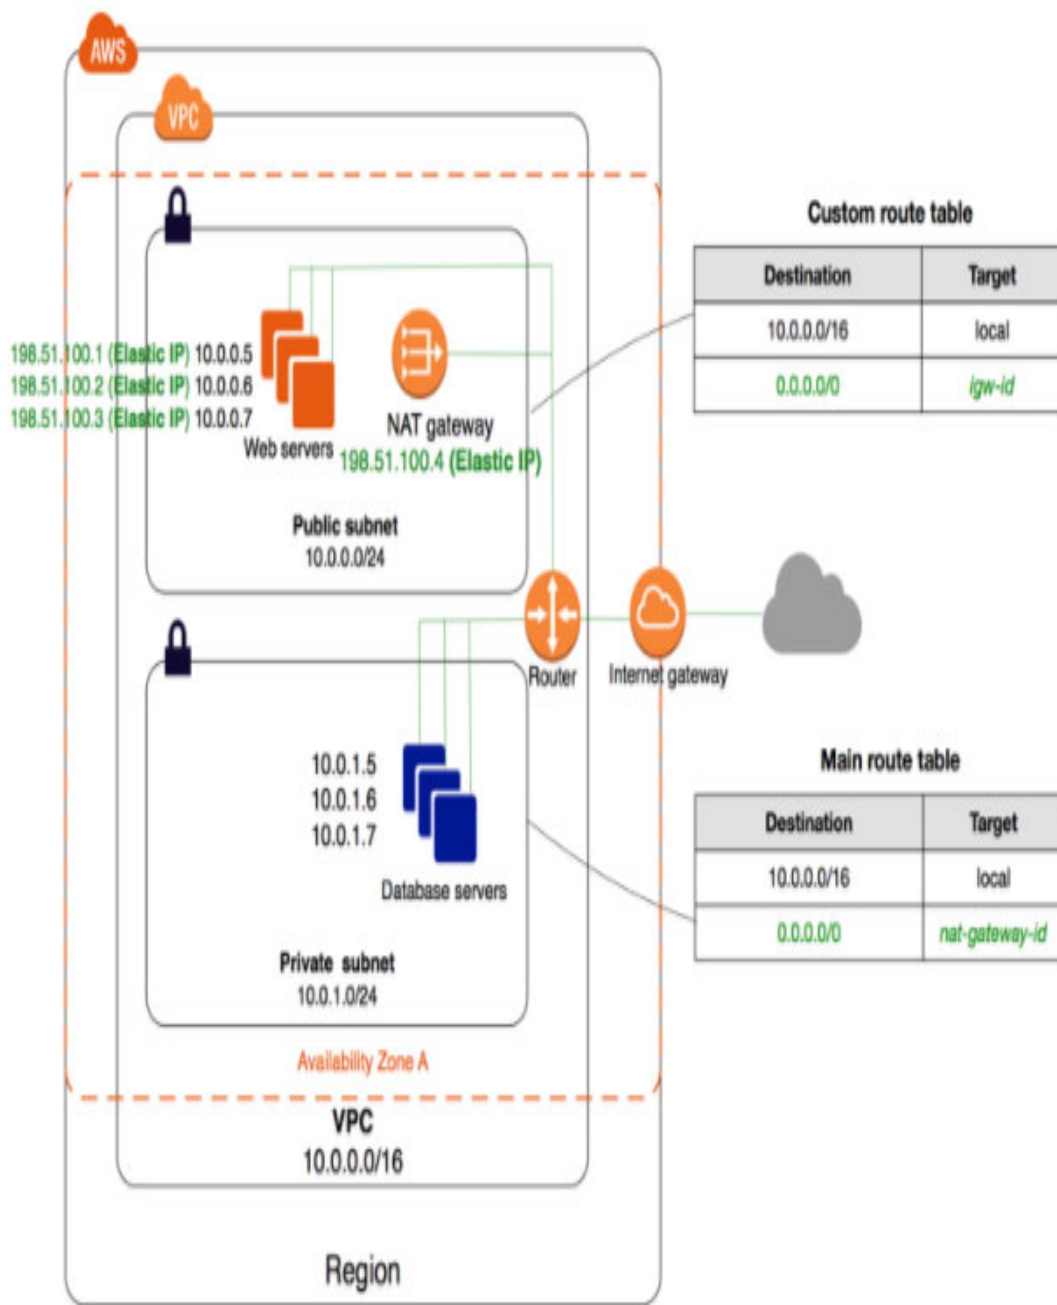 AWS
VPC
198.51.100.1 (Elastic IP) 10.0.0.5
198.51.100.2 (Elastic IP) 10.0.0.6
198.51.100.3 (Elastic IP) 10.0.0.7
Web servers
NAT gateway
198.51.100.4 (Elastic IP)
Public subnet
10.0.0.0/24
Custom route table
Destination Target
10.0.0.0/16 local
0.0.0.0/0 igw-id
Router
Internet gateway
10.0.1.5
10.0.1.6
10.0.1.7
Database servers
Private subnet
10.0.1.0/24
Main route table
Destination Target
10.0.0.0/16 local
0.0.0.0/0 nat-gateway-id
Availability Zone A
VPC
10.0.0.0/16
Region